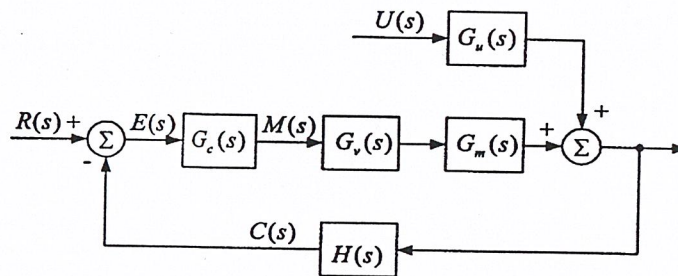 U(s)
G_u(s)
+
R(s) + Σ E(s) G_c(s) M(s) G_v(s) G_m(s) + Σ
-
C(s)
H(s)